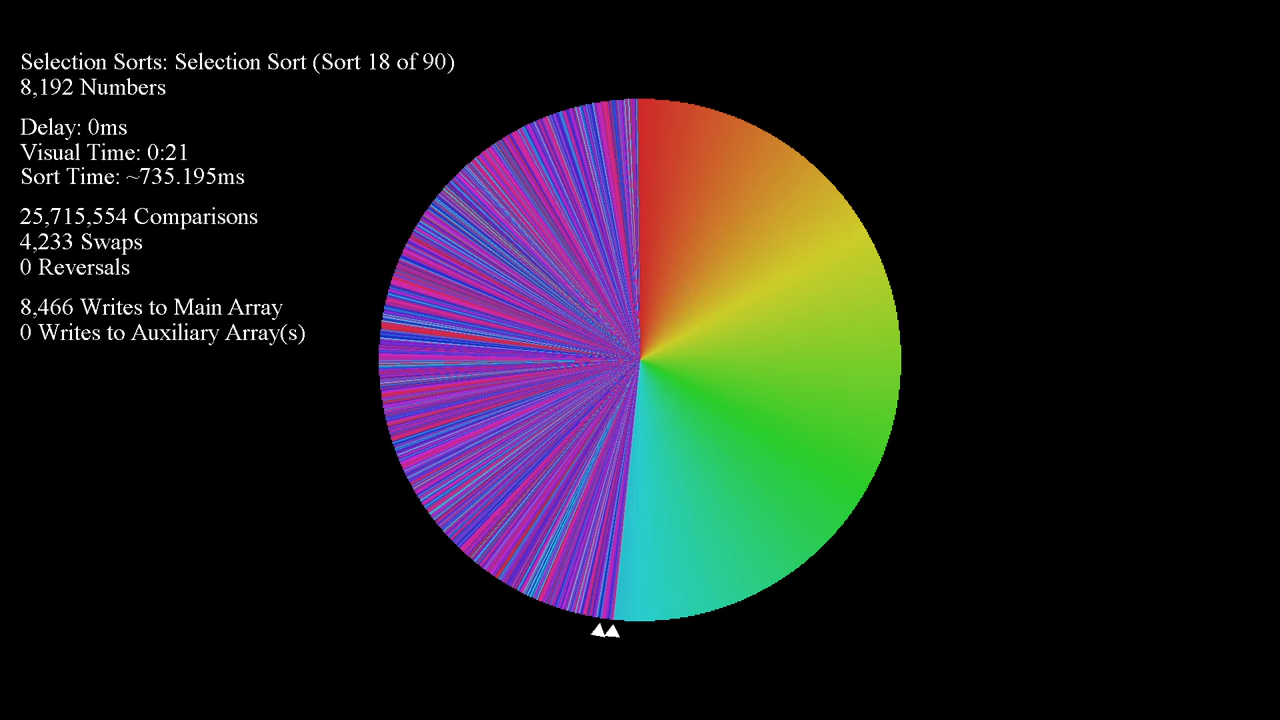 Selection Sorts: Selection Sort (Sort 18 of 90)
8,192 Numbers
Delay: 0ms
Visual Time: 0:21
Sort Time: ~735.195ms
25,715,554 Comparisons
4,233 Swaps
0 Reversals
8,466 Writes to Main Array
0 Writes to Auxiliary Array(s)